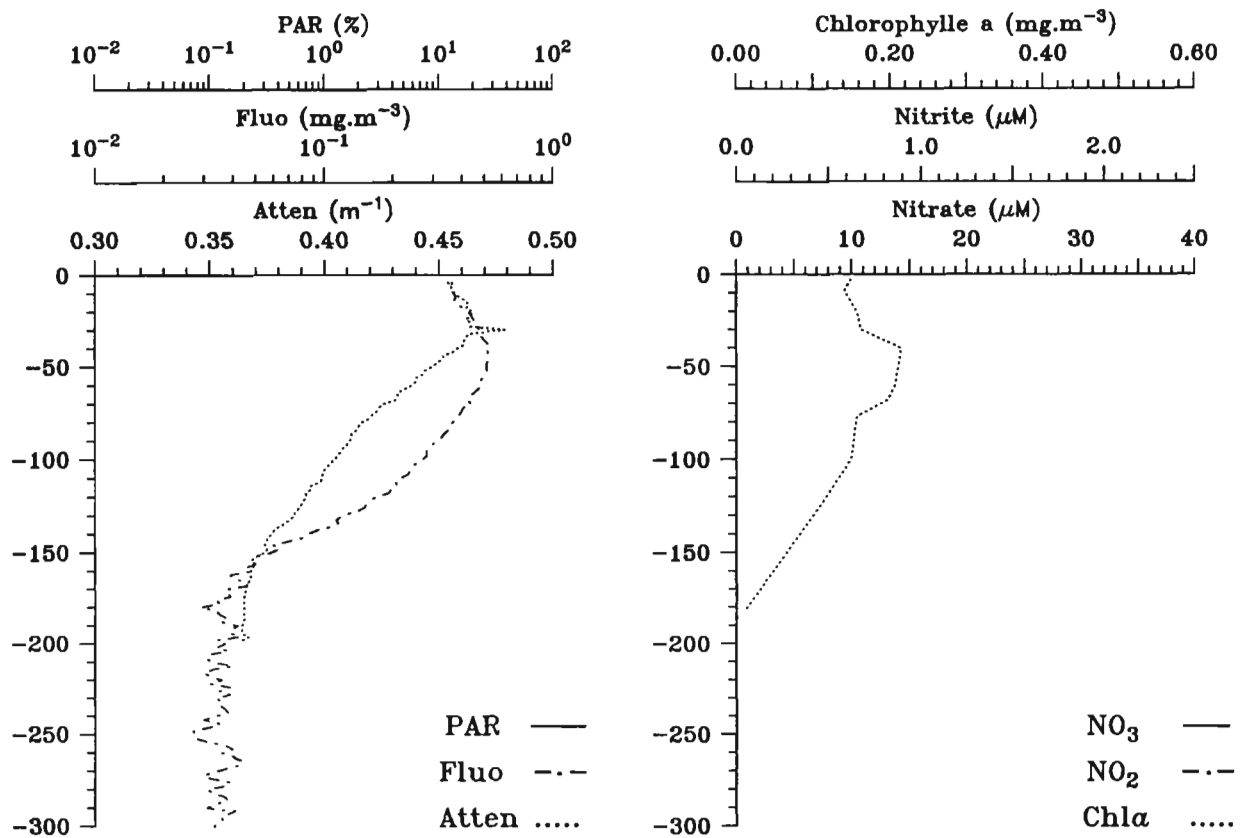 PAR (%)
10⁻² 10⁻¹ 10⁰ 10¹ 10²
Fluo (mg.m⁻³)
10⁻² 10⁻¹ 10⁰
Atten (m⁻¹)
0.30 0.35 0.40 0.45 0.50
0
-50
-100
-150
-200
-250
-300
PAR
Fluo
Atten
Chlorophylle a (mg.m⁻³)
0.00 0.20 0.40 0.60
Nitrite (μM)
0.0 1.0 2.0
Nitrate (μM)
0 10 20 30 40
0
-50
-100
-150
-200
-250
-300
NO₃
NO₂
Chla